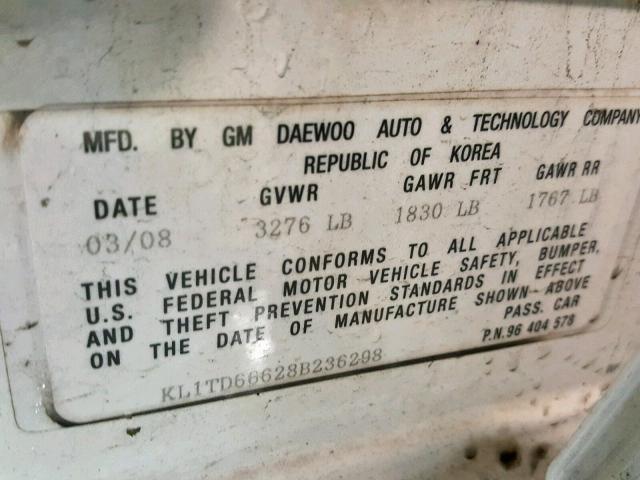 MFD. BY GM DAEWOO AUTO & TECHNOLOGY COMPANY
REPUBLIC OF KOREA
DATE GVWR GAWR FRT GAWR RR
03/08 3276 LB 1830 LB 1767 LB
THIS VEHICLE CONFORMS TO ALL APPLICABLE
U.S. FEDERAL MOTOR VEHICLE SAFETY, BUMPER,
AND THEFT PREVENTION STANDARDS IN EFFECT
ON THE DATE OF MANUFACTURE SHOWN ABOVE
PASS. CAR
P.N.96 404 578
KL1TD66628B236298